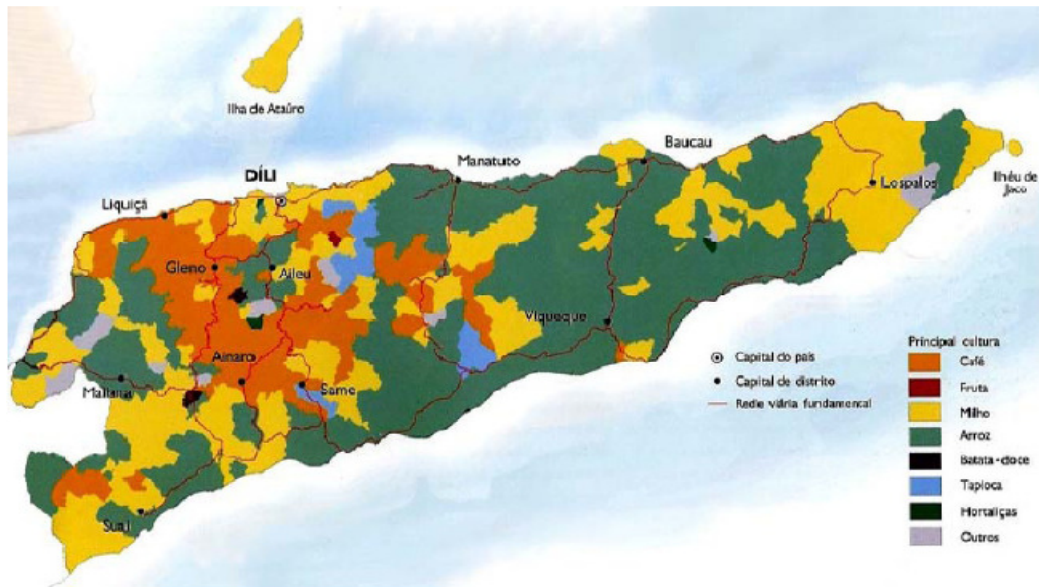 Ilha de Ataúro
DÍLI
Manatuto
Baucau
Liquiçá
Lospalos
Ilhéu de
Jaco
Gleno
Aileu
Viqueque
Ainaro
Maliana
Same
Suai
Capital do país
Capital de distrito
Rede viária fundamental
Principal cultura
Café
Fruta
Milho
Arroz
Batata-doce
Tapioca
Hortaliças
Outros